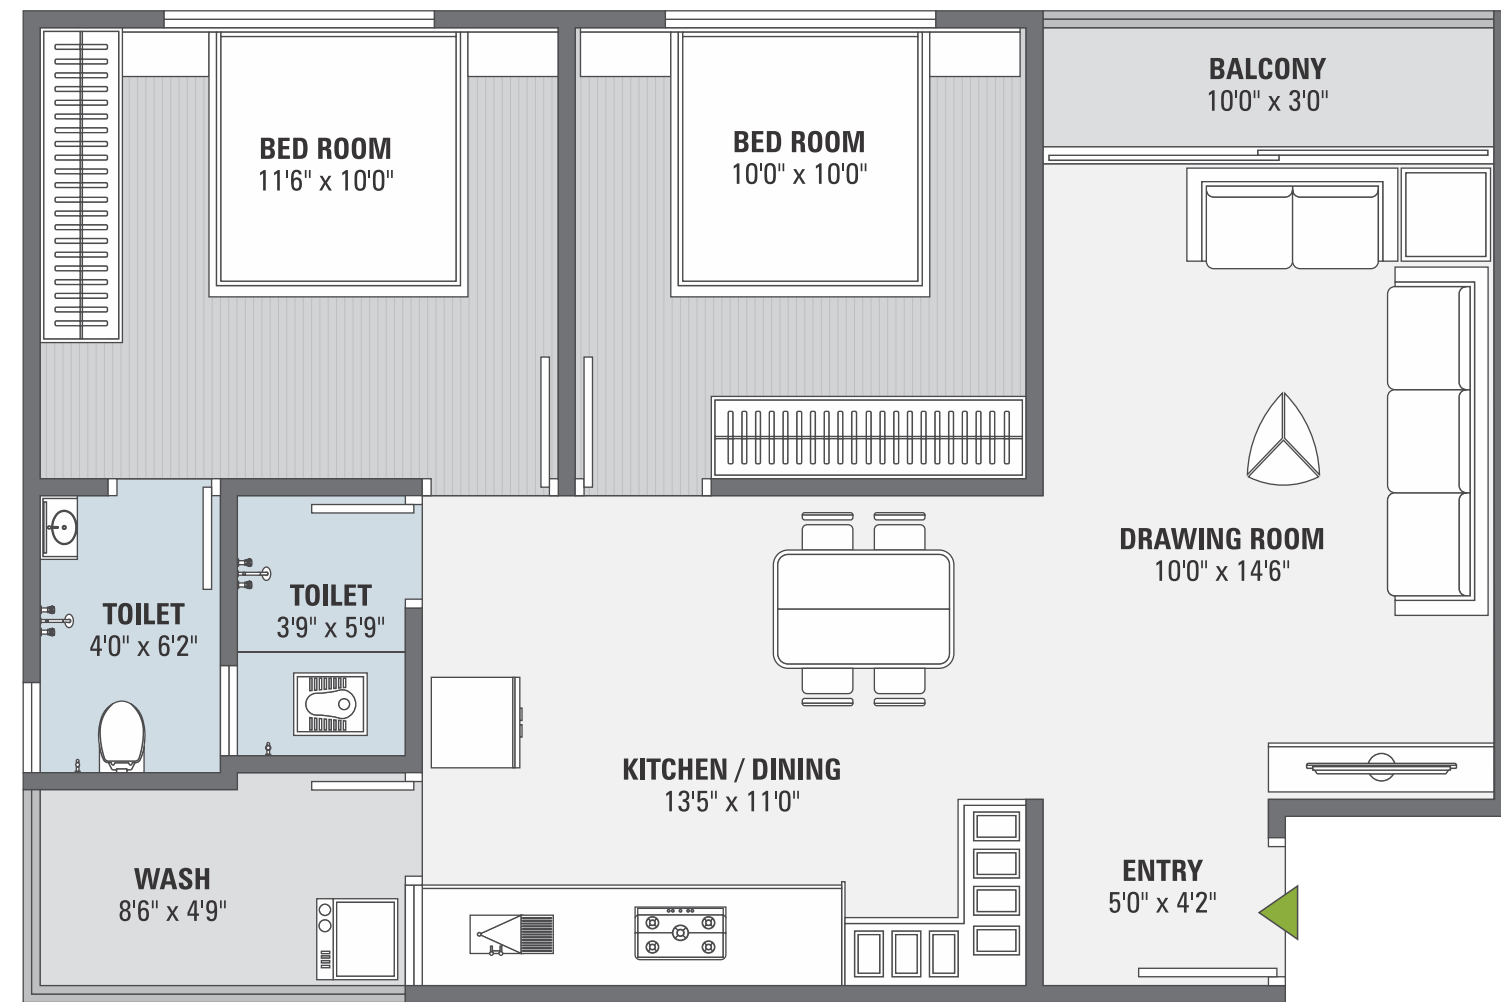 BALCONY
10'0" x 3'0"
BED ROOM
11'6" x 10'0"
BED ROOM
10'0" x 10'0"
DRAWING ROOM
10'0" x 14'6"
TOILET
4'0" x 6'2"
TOILET
3'9" x 5'9"
KITCHEN / DINING
13'5" x 11'0"
WASH
8'6" x 4'9"
ENTRY
5'0" x 4'2"